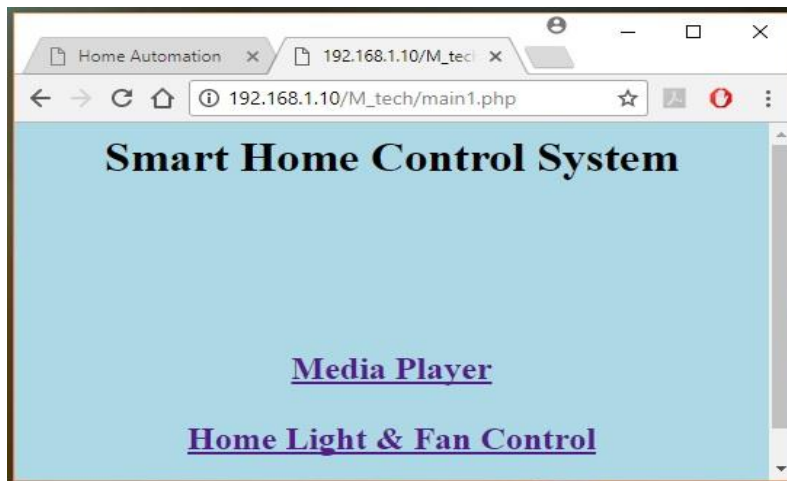 Home Automation
192.168.1.10/M_tec
192.168.1.10/M_tech/main1.php
Smart Home Control System
Media Player
Home Light & Fan Control